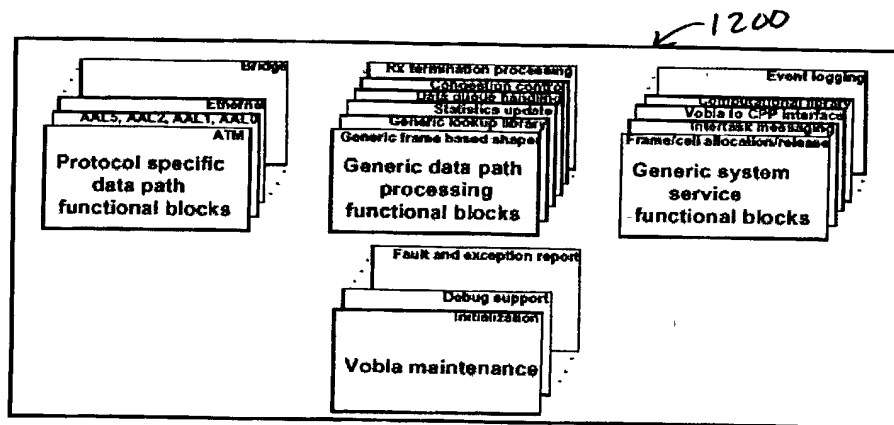 1200
Bridge
Ethernet
AAL5, AAL2, AAL1, AAL0
ATM
Protocol specific
data path
functional blocks
Rx termination processing
Congestion control
Data queue handling
Statistics update
Generic lookup library
Generic frame based shaper
Generic data path
processing
functional blocks
Event logging
Computational library
Vobla to CPP interface
Intertask messaging
Frame/cell allocation/release
Generic system
service
functional blocks
Fault and exception report
Debug support
Initialization
Vobla maintenance